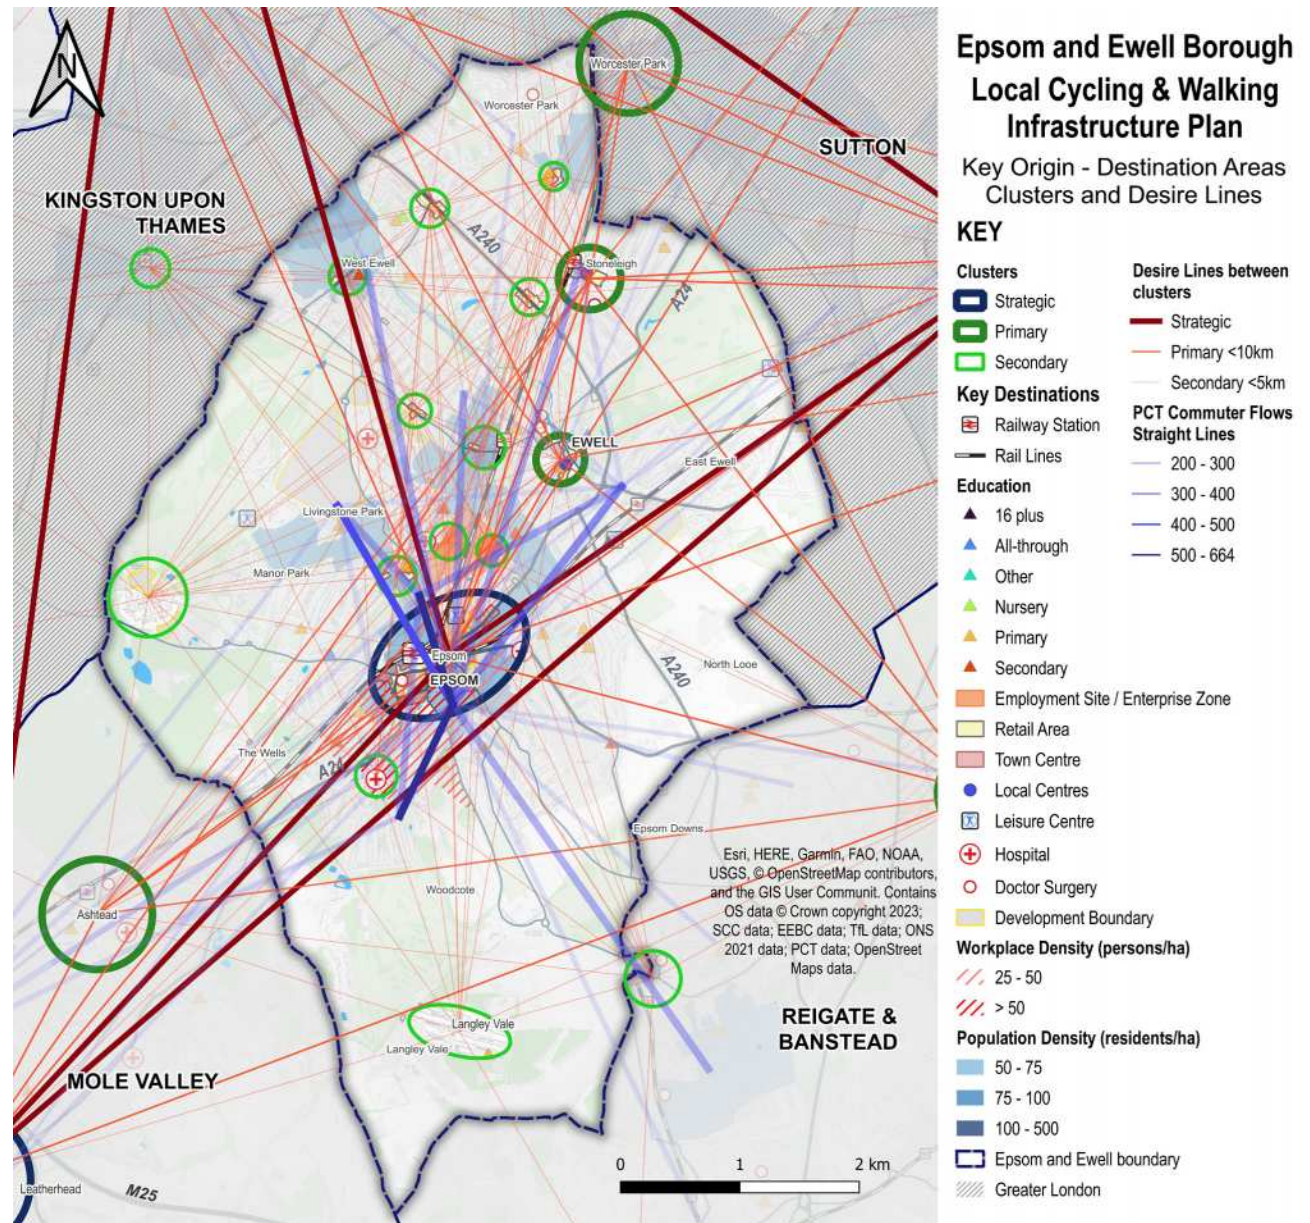 N
Worcester Park
Worcester Park
SUTTON
KINGSTON UPON
THAMES
A240
West Ewell
Stoneleigh
A24
EWELL
East Ewell
Livingstone Park
Manor Park
Epsom
EPSOM
North Looe
A240
The Wells
A24
Epsom Downs
Esri, HERE, Garmin, FAO, NOAA,
USGS, © OpenStreetMap contributors,
and the GIS User Communit. Contains
OS data © Crown copyright 2023;
SCC data; EEBC data; TfL data; ONS
2021 data; PCT data; OpenStreet
Maps data.
Woodcote
Ashtead
Langley Vale
Langley Vale
REIGATE &
BANSTEAD
MOLE VALLEY
Leatherhead
M25
0 1 2 km
Epsom and Ewell Borough
Local Cycling & Walking
Infrastructure Plan
Key Origin - Destination Areas
Clusters and Desire Lines
KEY
Clusters
Strategic
Primary
Secondary
Key Destinations
Railway Station
Rail Lines
Education
16 plus
All-through
Other
Nursery
Primary
Secondary
Employment Site / Enterprise Zone
Retail Area
Town Centre
Local Centres
Leisure Centre
Hospital
Doctor Surgery
Development Boundary
Workplace Density (persons/ha)
25 - 50
> 50
Population Density (residents/ha)
50 - 75
75 - 100
100 - 500
Epsom and Ewell boundary
Greater London
Desire Lines between
clusters
Strategic
Primary <10km
Secondary <5km
PCT Commuter Flows
Straight Lines
200 - 300
300 - 400
400 - 500
500 - 664